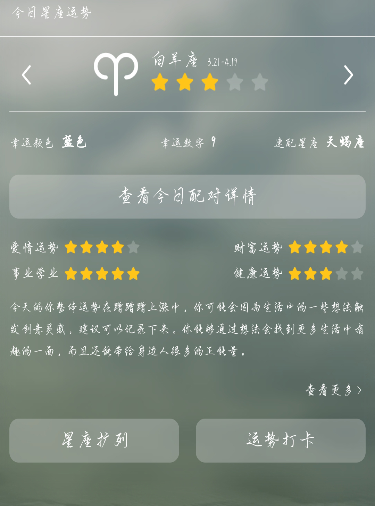 今日星座运势
白羊座 3.21-4.19
幸运颜色 蓝色 幸运数字 9 速配星座 天蝎座
查看今日配对详情
爱情运势 财富运势
事业学业 健康运势
今天的你整体运势在蹭蹭蹭上涨中，你可能会因为生活中的一些想法触
或创意灵感，建议可以记录下来。你能够通过想法会找到更多生活中有
趣的一面，而且还能带给身边人很多的正能量。
查看更多>
星座护列
运势打卡